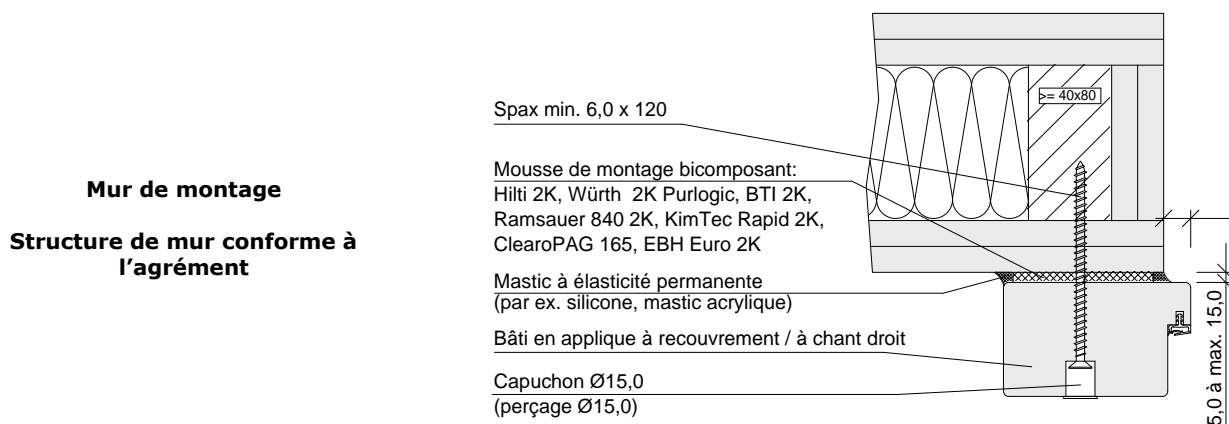 Mur de montage
Structure de mur conforme à
l'agrément
Spax min. 6,0 x 120
Mousse de montage bicomposant:
Hilti 2K, Würth 2K Purlogic, BTI 2K,
Ramsauer 840 2K, KimTec Rapid 2K,
ClearoPAG 165, EBH Euro 2K
Mastic à élasticité permanente
(par ex. silicone, mastic acrylique)
Bâti en applique à recouvrement / à chant droit
Capuchon Ø15,0
(perçage Ø15,0)
>= 40x80
5,0 à max. 15,0